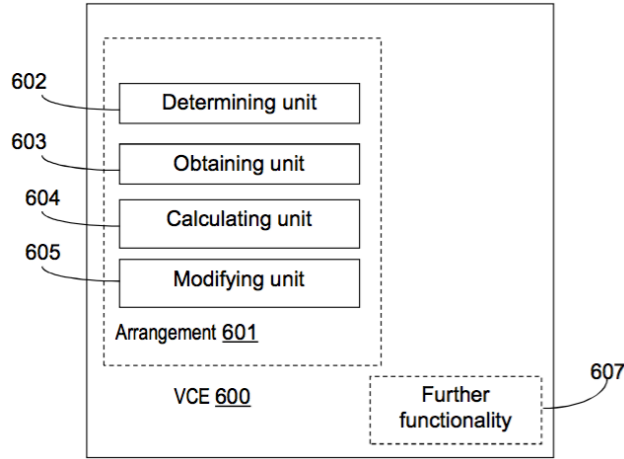 602
Determining unit
603
Obtaining unit
604
Calculating unit
605
Modifying unit
Arrangement 601
VCE 600
Further
functionality
607